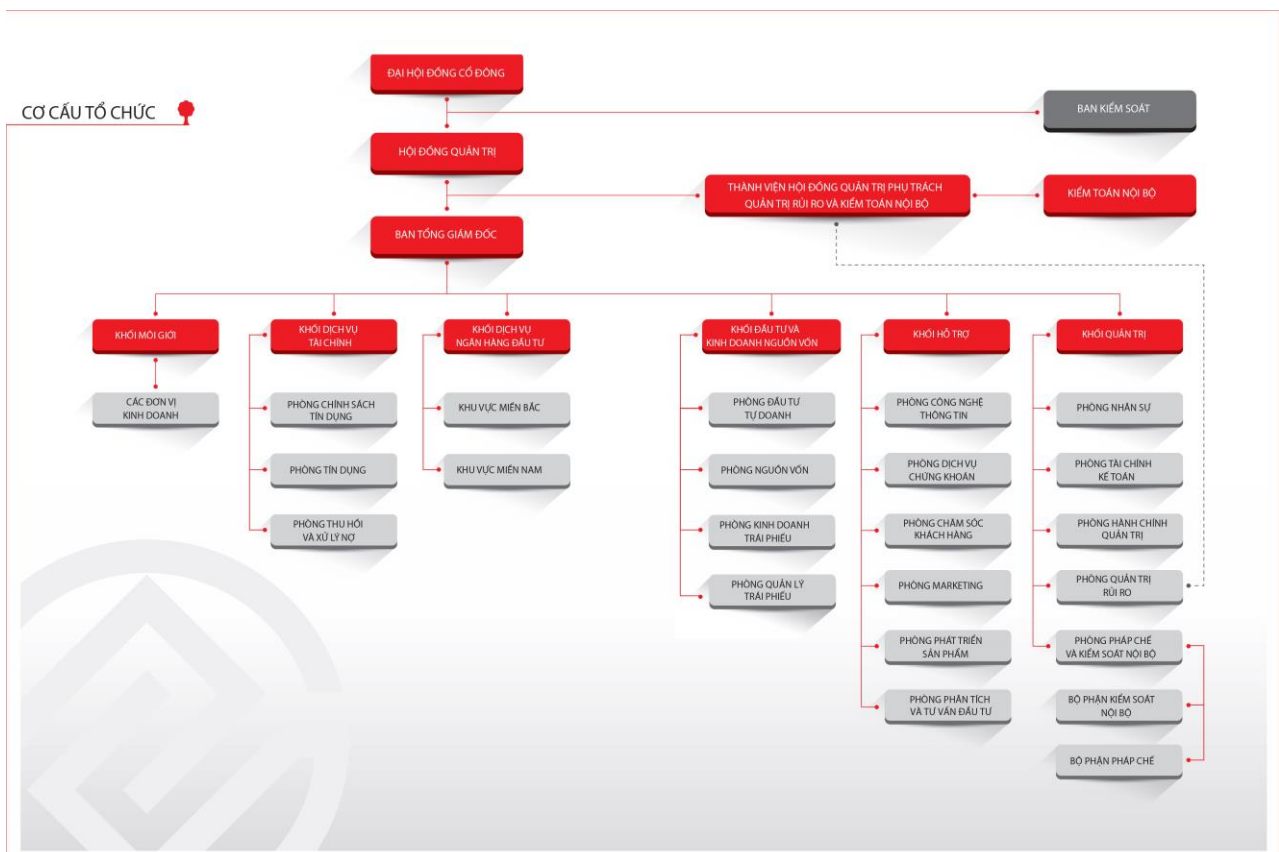 ĐẠI HỘI ĐỒNG CỔ ĐÔNG
CƠ CẤU TỔ CHỨC
BAN KIỂM SOÁT
HỘI ĐỒNG QUẢN TRỊ
THÀNH VIÊN HỘI ĐỒNG QUẢN TRỊ PHỤ TRÁCH
QUẢN TRỊ RỦI RO VÀ KIỂM TOÁN NỘI BỘ
KIỂM TOÁN NỘI BỘ
BAN TỔNG GIÁM ĐỐC
KHỐI MÔI GIỚI
CÁC ĐƠN VỊ
KINH DOANH
KHỐI DỊCH VỤ
TÀI CHÍNH
PHÒNG CHÍNH SÁCH
TÍN DỤNG
PHÒNG TÍN DỤNG
PHÒNG THU HỒI
VÀ XỬ LÝ NỢ
KHỐI DỊCH VỤ
NGÂN HÀNG ĐẦU TƯ
KHU VỰC MIỀN BẮC
KHU VỰC MIỀN NAM
KHỐI ĐẦU TƯ VÀ
KINH DOANH NGUỒN VỐN
PHÒNG ĐẦU TƯ
TỰ DOANH
PHÒNG NGUỒN VỐN
PHÒNG KINH DOANH
TRÁI PHIẾU
PHÒNG QUẢN LÝ
TRÁI PHIẾU
KHỐI HỖ TRỢ
PHÒNG CÔNG NGHỆ
THÔNG TIN
PHÒNG DỊCH VỤ
CHỨNG KHOÁN
PHÒNG CHĂM SÓC
KHÁCH HÀNG
PHÒNG MARKETING
PHÒNG PHÁT TRIỂN
SẢN PHẨM
PHÒNG PHÂN TÍCH
VÀ TƯ VẤN ĐẦU TƯ
KHỐI QUẢN TRỊ
PHÒNG NHÂN SỰ
PHÒNG TÀI CHÍNH
KẾ TOÁN
PHÒNG HÀNH CHÍNH
QUẢN TRỊ
PHÒNG QUẢN TRỊ
RỦI RO
PHÒNG PHÁP CHẾ
VÀ KIỂM SOÁT NỘI BỘ
BỘ PHẬN KIỂM SOÁT
NỘI BỘ
BỘ PHẬN PHÁP CHẾ